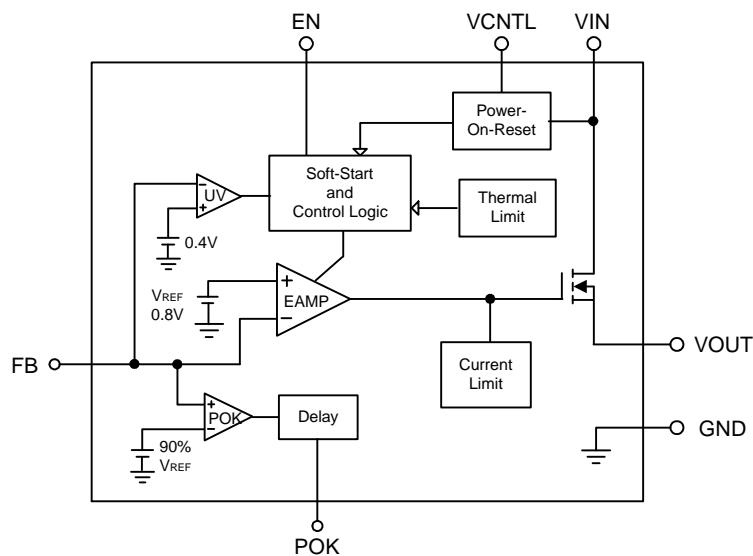 EN
VCNTL
VIN
Power-
On-Reset
Soft-Start
and
Control Logic
UV
Thermal
Limit
0.4V
VREF
0.8V
EAMP
FB
VOUT
Current
Limit
POK
Delay
GND
90%
VREF
POK